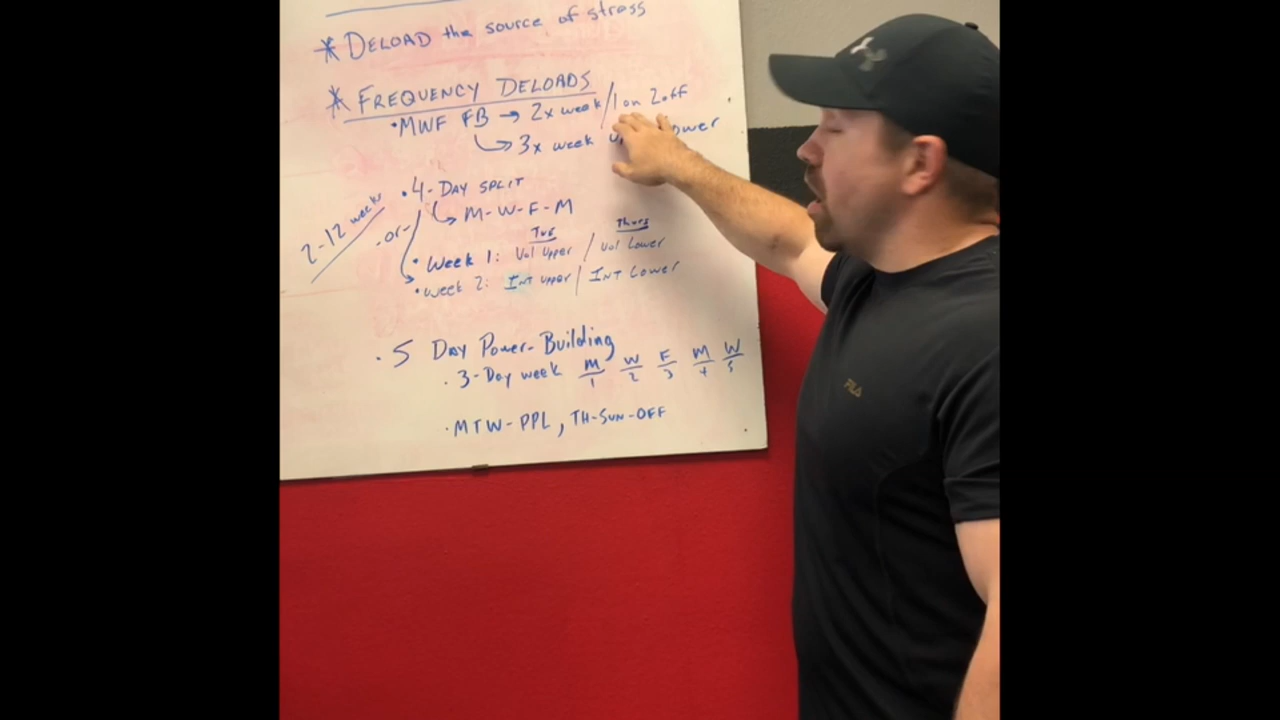 * DELOAD the source of stress
* FREQUENCY DELOADS
• MWF FB → 2x week / 1 on 2 off
↳ 3x week
• 4-DAY SPLIT
↳ M-W-F-M
2-12 weeks
-or-
Tue Thurs
• Week 1: Vol Upper / Vol Lower
• Week 2: INT Upper / INT Lower
• 5 DAY Power-Building
• 3-Day week M W F M W
1 2 3 4 5
• MTW-PPL, TH-SUN-OFF
FILA